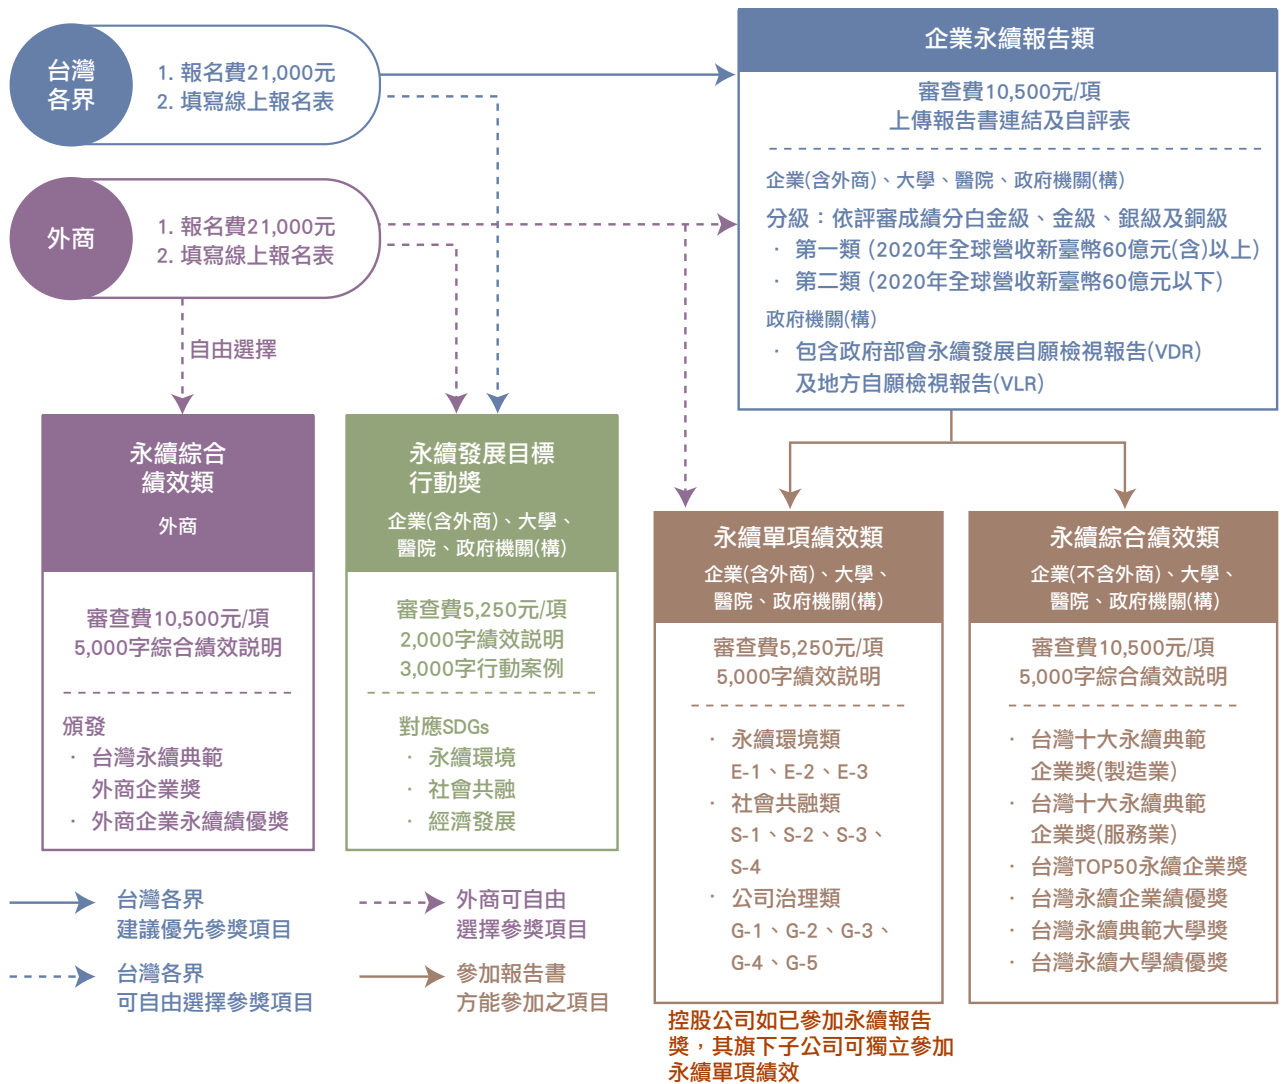 台灣
各界
1. 報名費21,000元
2. 填寫線上報名表
外商
1. 報名費21,000元
2. 填寫線上報名表
自由選擇
企業永續報告類
審查費10,500元/項
上傳報告書連結及自評表
企業(含外商)、大學、醫院、政府機關(構)
分級：依評審成績分白金級、金級、銀級及銅級
· 第一類 (2020年全球營收新臺幣60億元(含)以上)
· 第二類 (2020年全球營收新臺幣60億元以下)
政府機關(構)
· 包含政府部會永續發展自願檢視報告(VDR)
及地方自願檢視報告(VLR)
永續綜合
績效類
外商
審查費10,500元/項
5,000字綜合績效說明
頒發
· 台灣永續典範
外商企業獎
· 外商企業永續績優獎
永續發展目標
行動獎
企業(含外商)、大學、
醫院、政府機關(構)
審查費5,250元/項
2,000字績效說明
3,000字行動案例
對應SDGs
· 永續環境
· 社會共融
· 經濟發展
永續單項績效類
企業(含外商)、大學、
醫院、政府機關(構)
審查費5,250元/項
5,000字績效說明
· 永續環境類
E-1、E-2、E-3
· 社會共融類
S-1、S-2、S-3、
S-4
· 公司治理類
G-1、G-2、G-3、
G-4、G-5
控股公司如已參加永續報告
獎，其旗下子公司可獨立參加
永續單項績效
永續綜合績效類
企業(不含外商)、大學、
醫院、政府機關(構)
審查費10,500元/項
5,000字綜合績效說明
· 台灣十大永續典範
企業獎(製造業)
· 台灣十大永續典範
企業獎(服務業)
· 台灣TOP50永續企業獎
· 台灣永續企業績優獎
· 台灣永續典範大學獎
· 台灣永續大學績優獎
台灣各界
建議優先參獎項目
台灣各界
可自由選擇參獎項目
外商可自由
選擇參獎項目
參加報告書
方能參加之項目